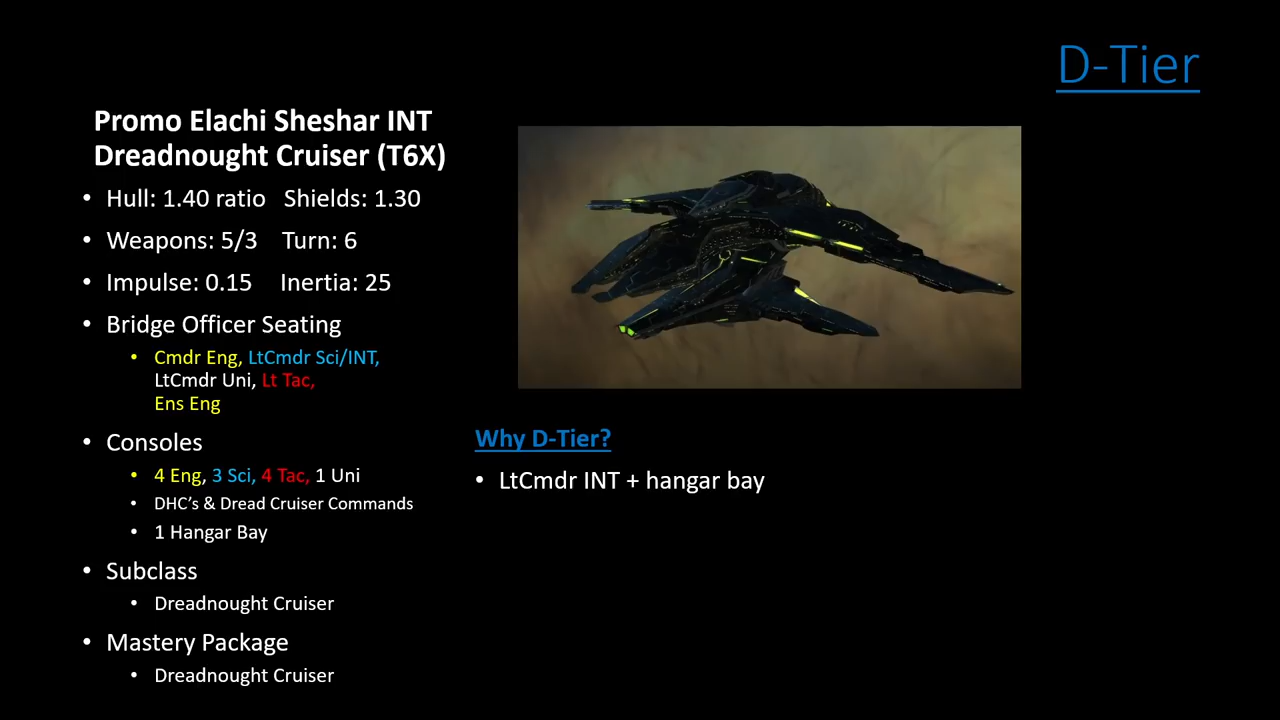 D-Tier
Promo Elachi Sheshar INT
Dreadnought Cruiser (T6X)
• Hull: 1.40 ratio Shields: 1.30
• Weapons: 5/3 Turn: 6
• Impulse: 0.15 Inertia: 25
• Bridge Officer Seating
• Cmdr Eng, LtCmdr Sci/INT,
LtCmdr Uni, Lt Tac,
Ens Eng
• Consoles
• 4 Eng, 3 Sci, 4 Tac, 1 Uni
• DHC's & Dread Cruiser Commands
• 1 Hangar Bay
• Subclass
• Dreadnought Cruiser
• Mastery Package
• Dreadnought Cruiser
Why D-Tier?
• LtCmdr INT + hangar bay